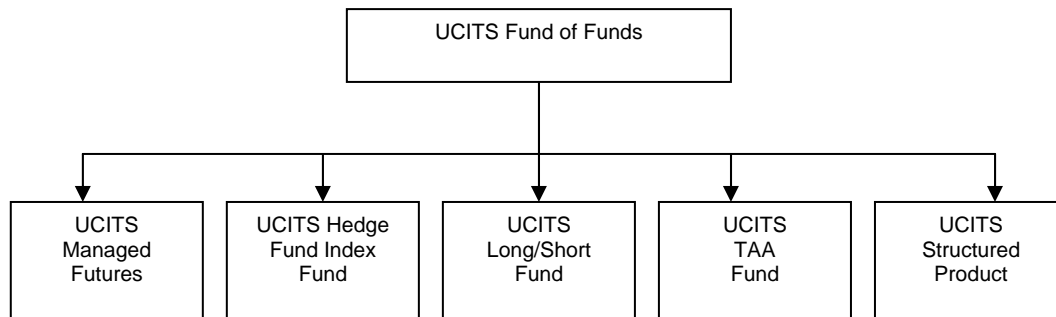 UCITS Fund of Funds
UCITS
Managed
Futures
UCITS Hedge
Fund Index
Fund
UCITS
Long/Short
Fund
UCITS
TAA
Fund
UCITS
Structured
Product